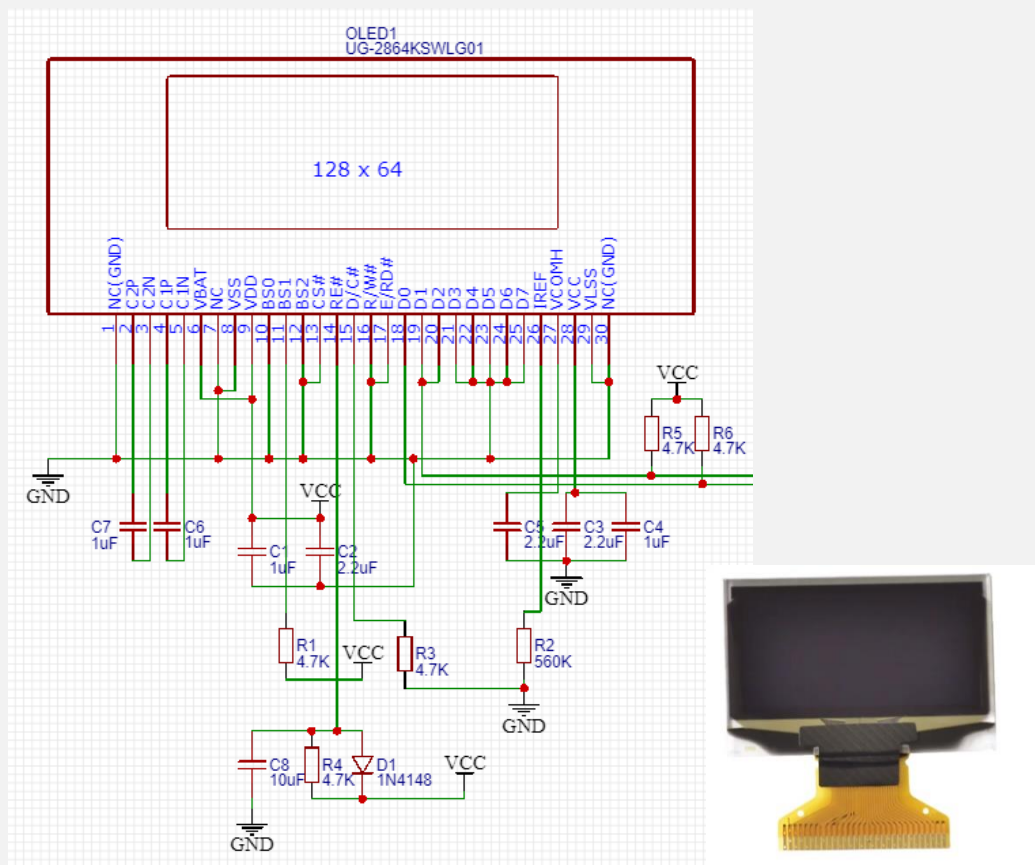 OLED1
UG-2864KSWLG01
128 x 64
NC(GND)
C2P
C2N
C1P
C1N
VBAT
NC
VSS
VDD
BS0
BS1
BS2
CS#
RE#
D/C#
R/W#
E/RD#
D0
D1
D2
D3
D4
D5
D6
D7
IREF
VCOMH
VCC
VLSS
NC(GND)
1
2
3
4
5
6
7
8
9
10
11
12
13
14
15
16
17
18
19
20
21
22
23
24
25
26
27
28
29
30
VCC
R5
4.7K
R6
4.7K
GND
C7
1uF
C6
1uF
VCC
C1
1uF
C2
2.2uF
C5
2.2uF
C3
2.2uF
C4
1uF
GND
R1
4.7K
VCC
R3
4.7K
R2
560K
GND
C8
10uF
R4
4.7K
D1
1N4148
VCC
GND